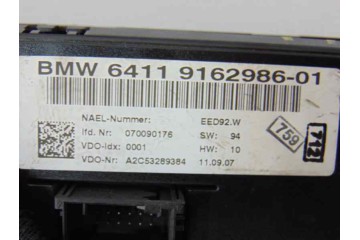 BMW 6411 9162986-01
NAEL-Nummer: EED92.W
lfd. Nr: 070090176 SW: 94
VDO-Idx: 0001 HW: 10
VDO-Nr: A2C53289384 11.09.07
759